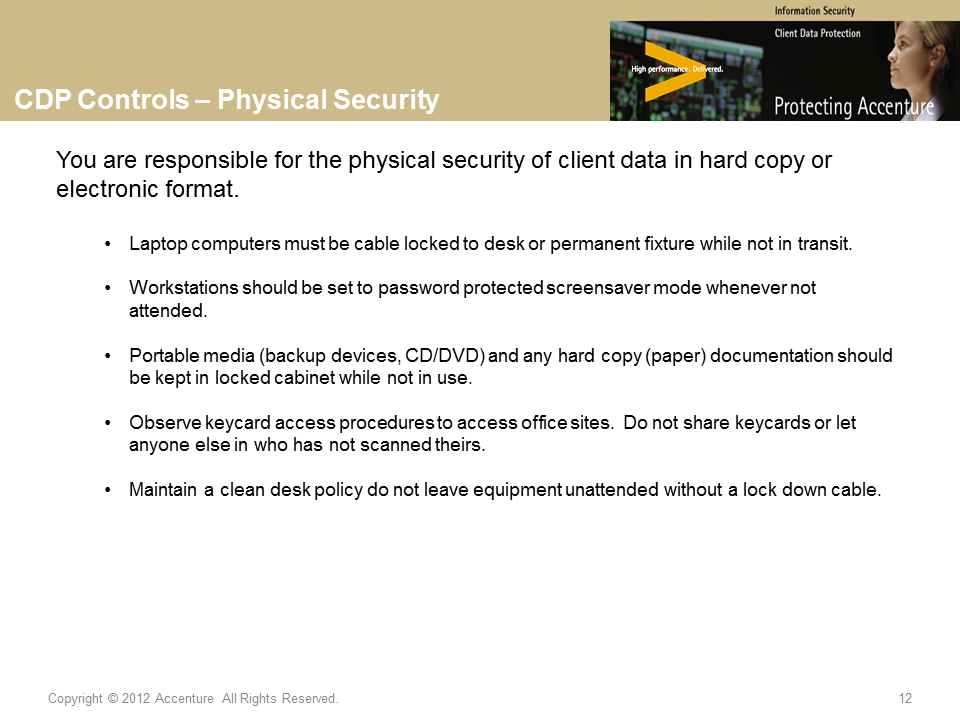 Information Security
Client Data Protection
High performance. Delivered.
Protecting Accenture
CDP Controls – Physical Security
You are responsible for the physical security of client data in hard copy or
electronic format.
• Laptop computers must be cable locked to desk or permanent fixture while not in transit.
• Workstations should be set to password protected screensaver mode whenever not
attended.
• Portable media (backup devices, CD/DVD) and any hard copy (paper) documentation should
be kept in locked cabinet while not in use.
• Observe keycard access procedures to access office sites.  Do not share keycards or let
anyone else in who has not scanned theirs.
• Maintain a clean desk policy do not leave equipment unattended without a lock down cable.
Copyright © 2012 Accenture All Rights Reserved.
12